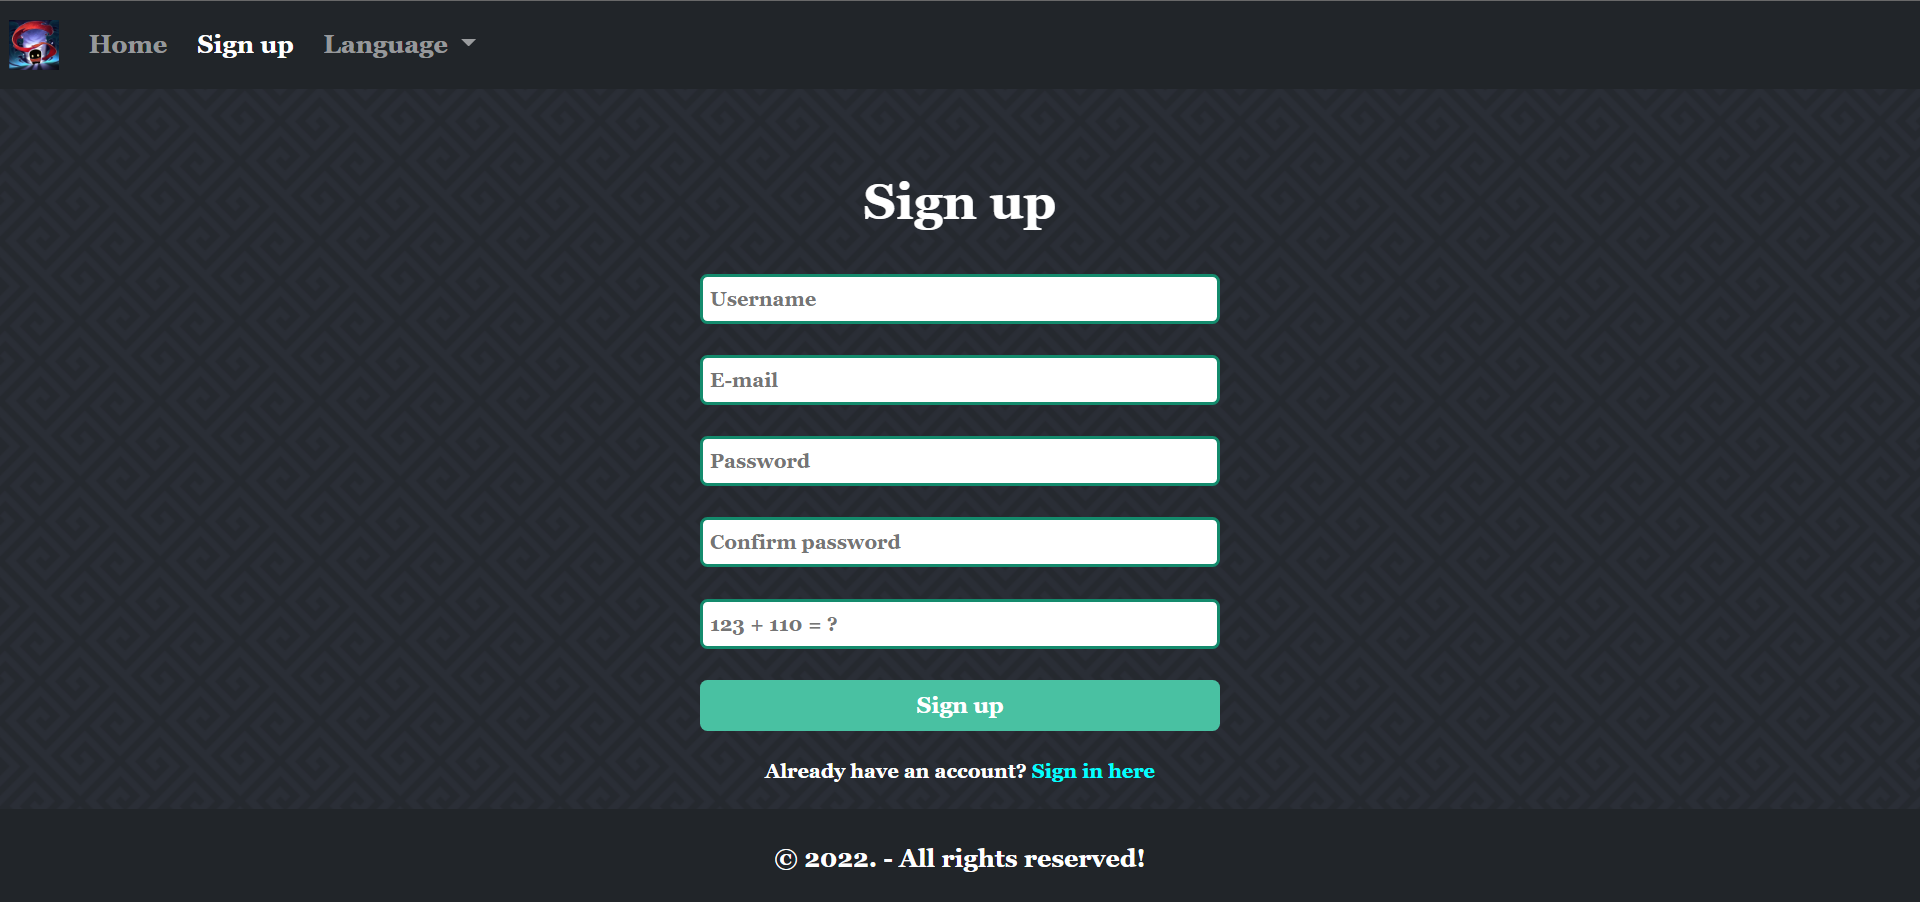 Home Sign up Language
Sign up
Username
E-mail
Password
Confirm password
123 + 110 = ?
Sign up
Already have an account? Sign in here
© 2022. - All rights reserved!